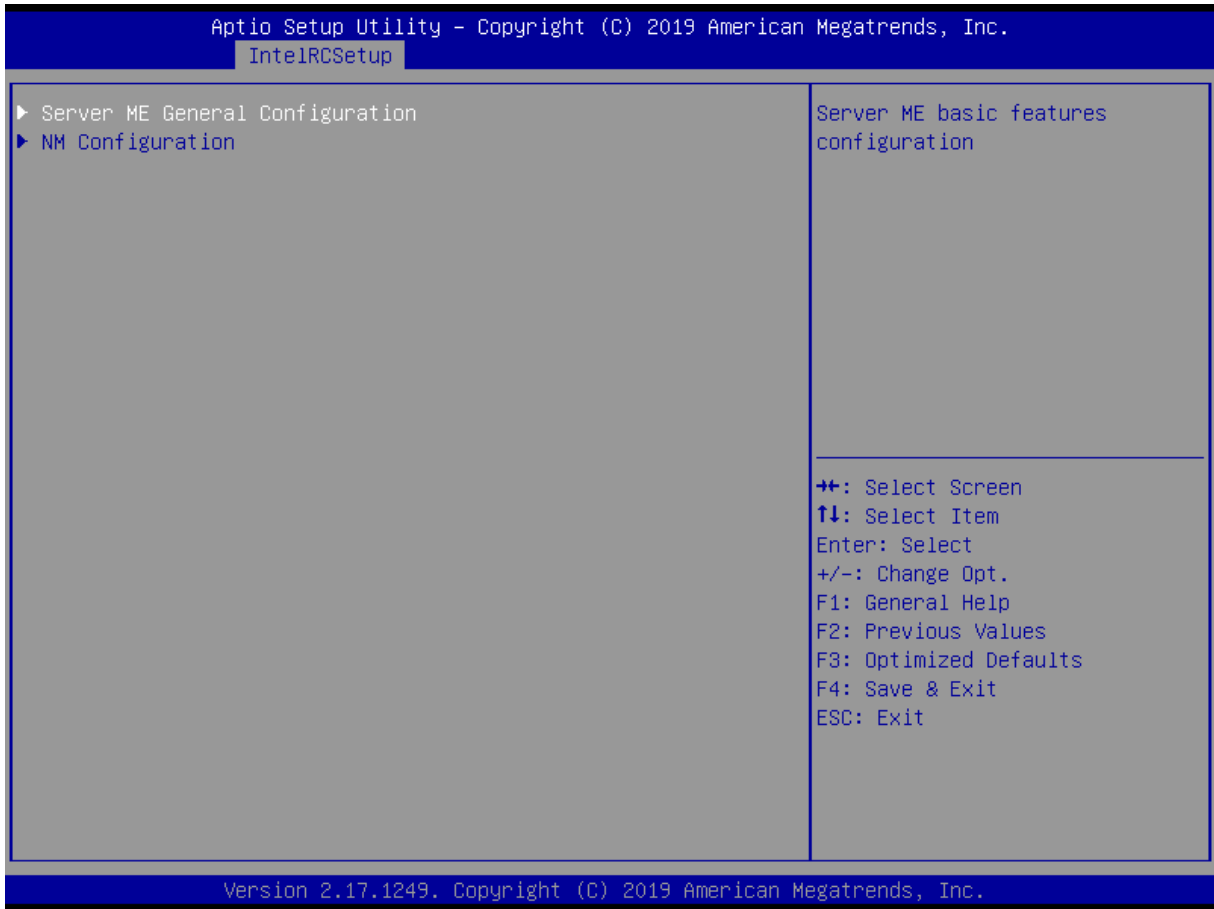 Aptio Setup Utility – Copyright (C) 2019 American Megatrends, Inc.
IntelRCSetup
▶ Server ME General Configuration
▶ NM Configuration
Server ME basic features
configuration
→←: Select Screen
↑↓: Select Item
Enter: Select
+/-: Change Opt.
F1: General Help
F2: Previous Values
F3: Optimized Defaults
F4: Save & Exit
ESC: Exit
Version 2.17.1249. Copyright (C) 2019 American Megatrends, Inc.